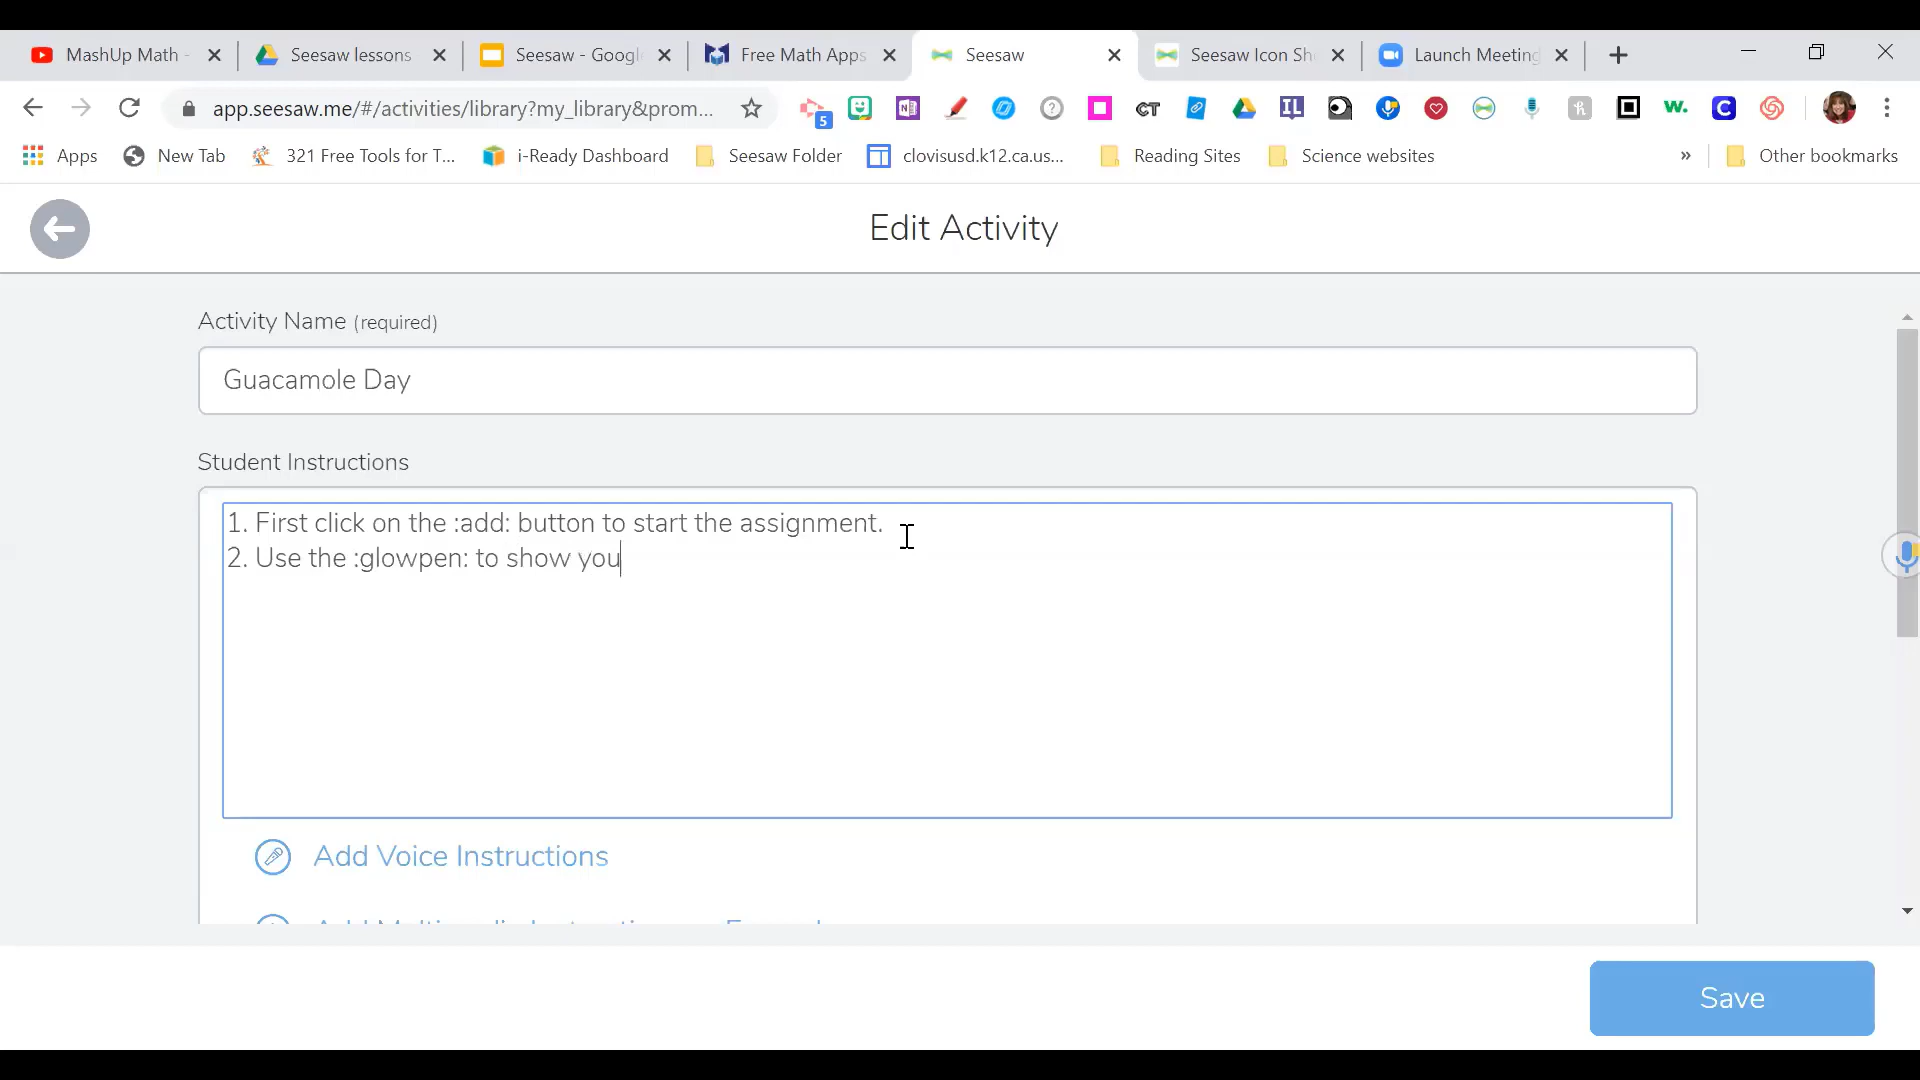 MashUp Math -
Seesaw lessons
Seesaw - Googl
Free Math Apps
Seesaw
Seesaw Icon Sh
Launch Meeting
app.seesaw.me/#/activities/library?my_library&prom...
5
CT
IL
w.
C
Apps
New Tab
321 Free Tools for T...
i-Ready Dashboard
Seesaw Folder
clovisusd.k12.ca.us...
Reading Sites
Science websites
»
Other bookmarks
Edit Activity
Activity Name (required)
Guacamole Day
Student Instructions
1. First click on the :add: button to start the assignment.
2. Use the :glowpen: to show you
Add Voice Instructions
Save